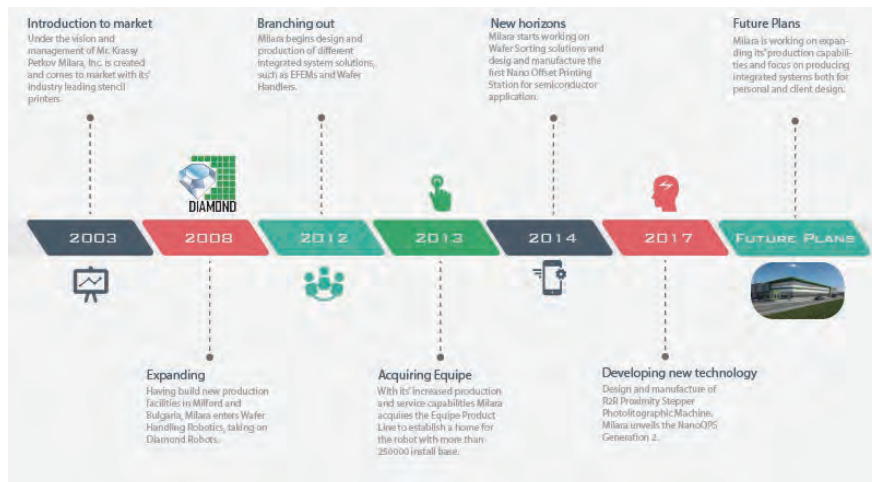 Introduction to market
Under the vision and
management of Mr. Krassy
Petkov Milara, Inc. is created
and comes to market with its'
industry leading stencil
printers.
Branching out
Milara begins design and
production of different
integrated system solutions,
such as EFEMs and Wafer
Handlers.
New horizons
Milara starts working on
Wafer Sorting solutions and
desig and manufacture the
first Nano Offset Printing
Station for semiconductor
application.
Future Plans
Milara is working on expan-
ding its' production capabili-
ties and focus on producing
integrated systems both for
personal and client design.
DIAMOND
2003
2008
2012
2013
2014
2017
FUTURE PLANS
Expanding
Having build new production
facilities in Milford and
Bulgaria, Milara enters Wafer
Handling Robotics, taking on
Diamond Robots.
Acquiring Equipe
With its' increased production
and service capabilities Milara
acquires the Equipe Product
Line to establish a home for
the robot with more than
250000 install base.
Developing new technology
Design and manufacture of
R2R Proximity Stepper
Photolitographic Machine.
Milara unveils the NanoOPS
Generation 2.